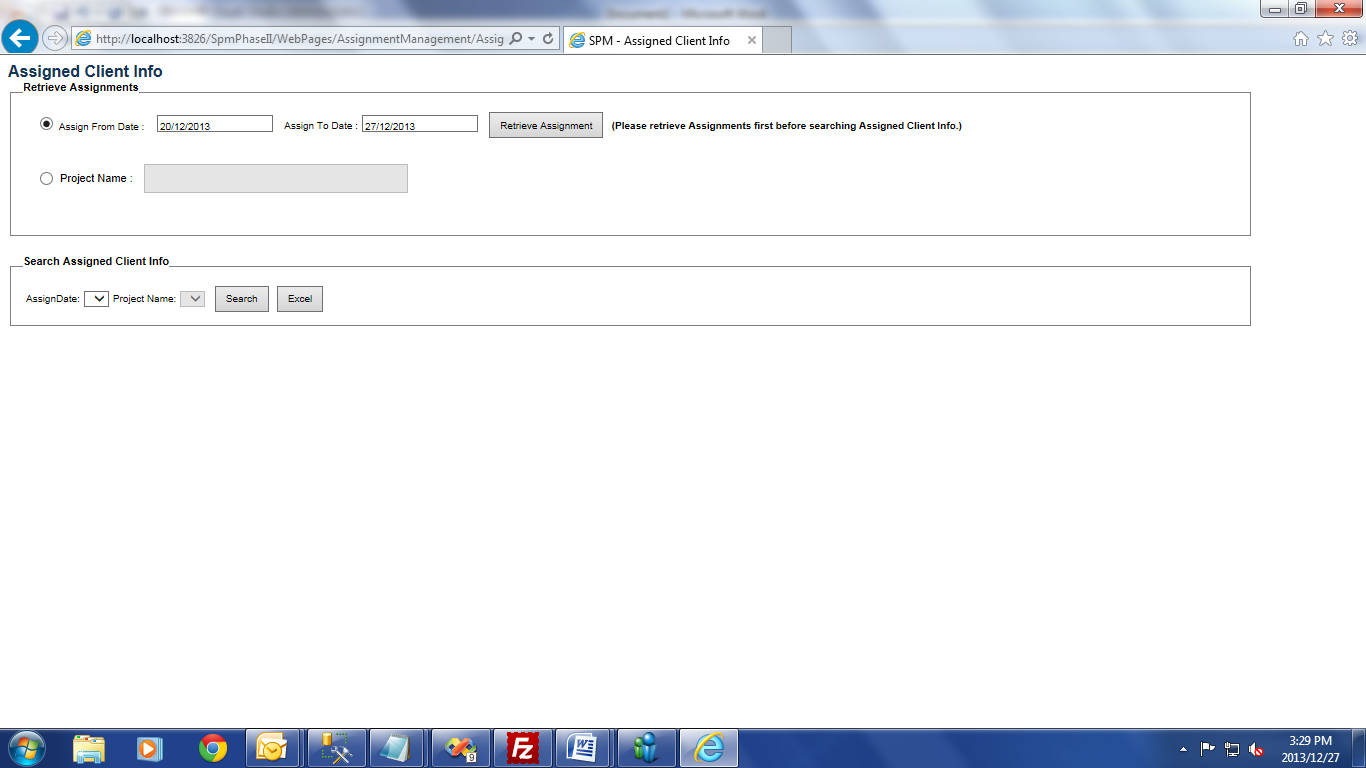 http://localhost:3826/SpmPhaseII/WebPages/AssignmentManagement/Assig
SPM - Assigned Client Info
Assigned Client Info
Retrieve Assignments
Assign From Date : 20/12/2013 Assign To Date : 27/12/2013 Retrieve Assignment (Please retrieve Assignments first before searching Assigned Client Info.)
Project Name :
Search Assigned Client Info
AssignDate: Project Name: Search Excel
9
Fz
W
3:29 PM
2013/12/27